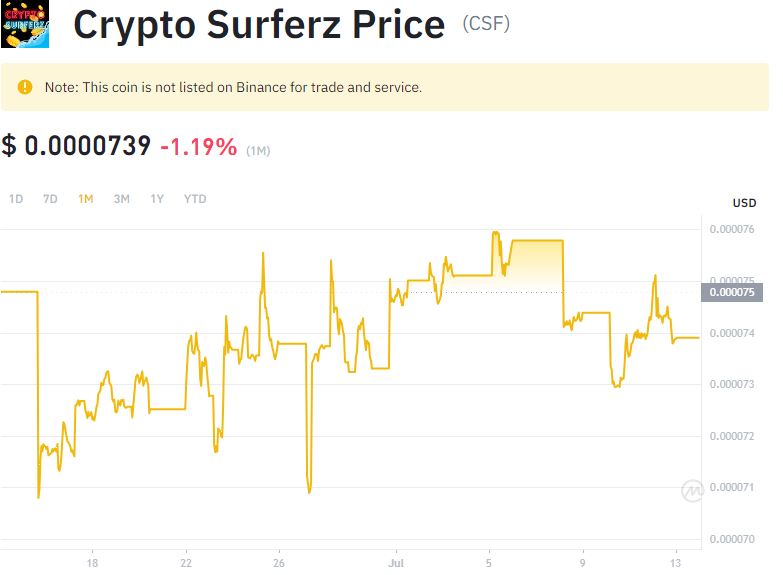 CRYPTO
SURFERZ
Crypto Surferz Price (CSF)
Note: This coin is not listed on Binance for trade and service.
$ 0.0000739 -1.19% (1M)
1D 7D 1M 3M 1Y YTD
USD
0.000076
0.000075
0.000075
0.000074
0.000073
0.000072
0.000071
0.000070
18 22 26 Jul 5 9 13